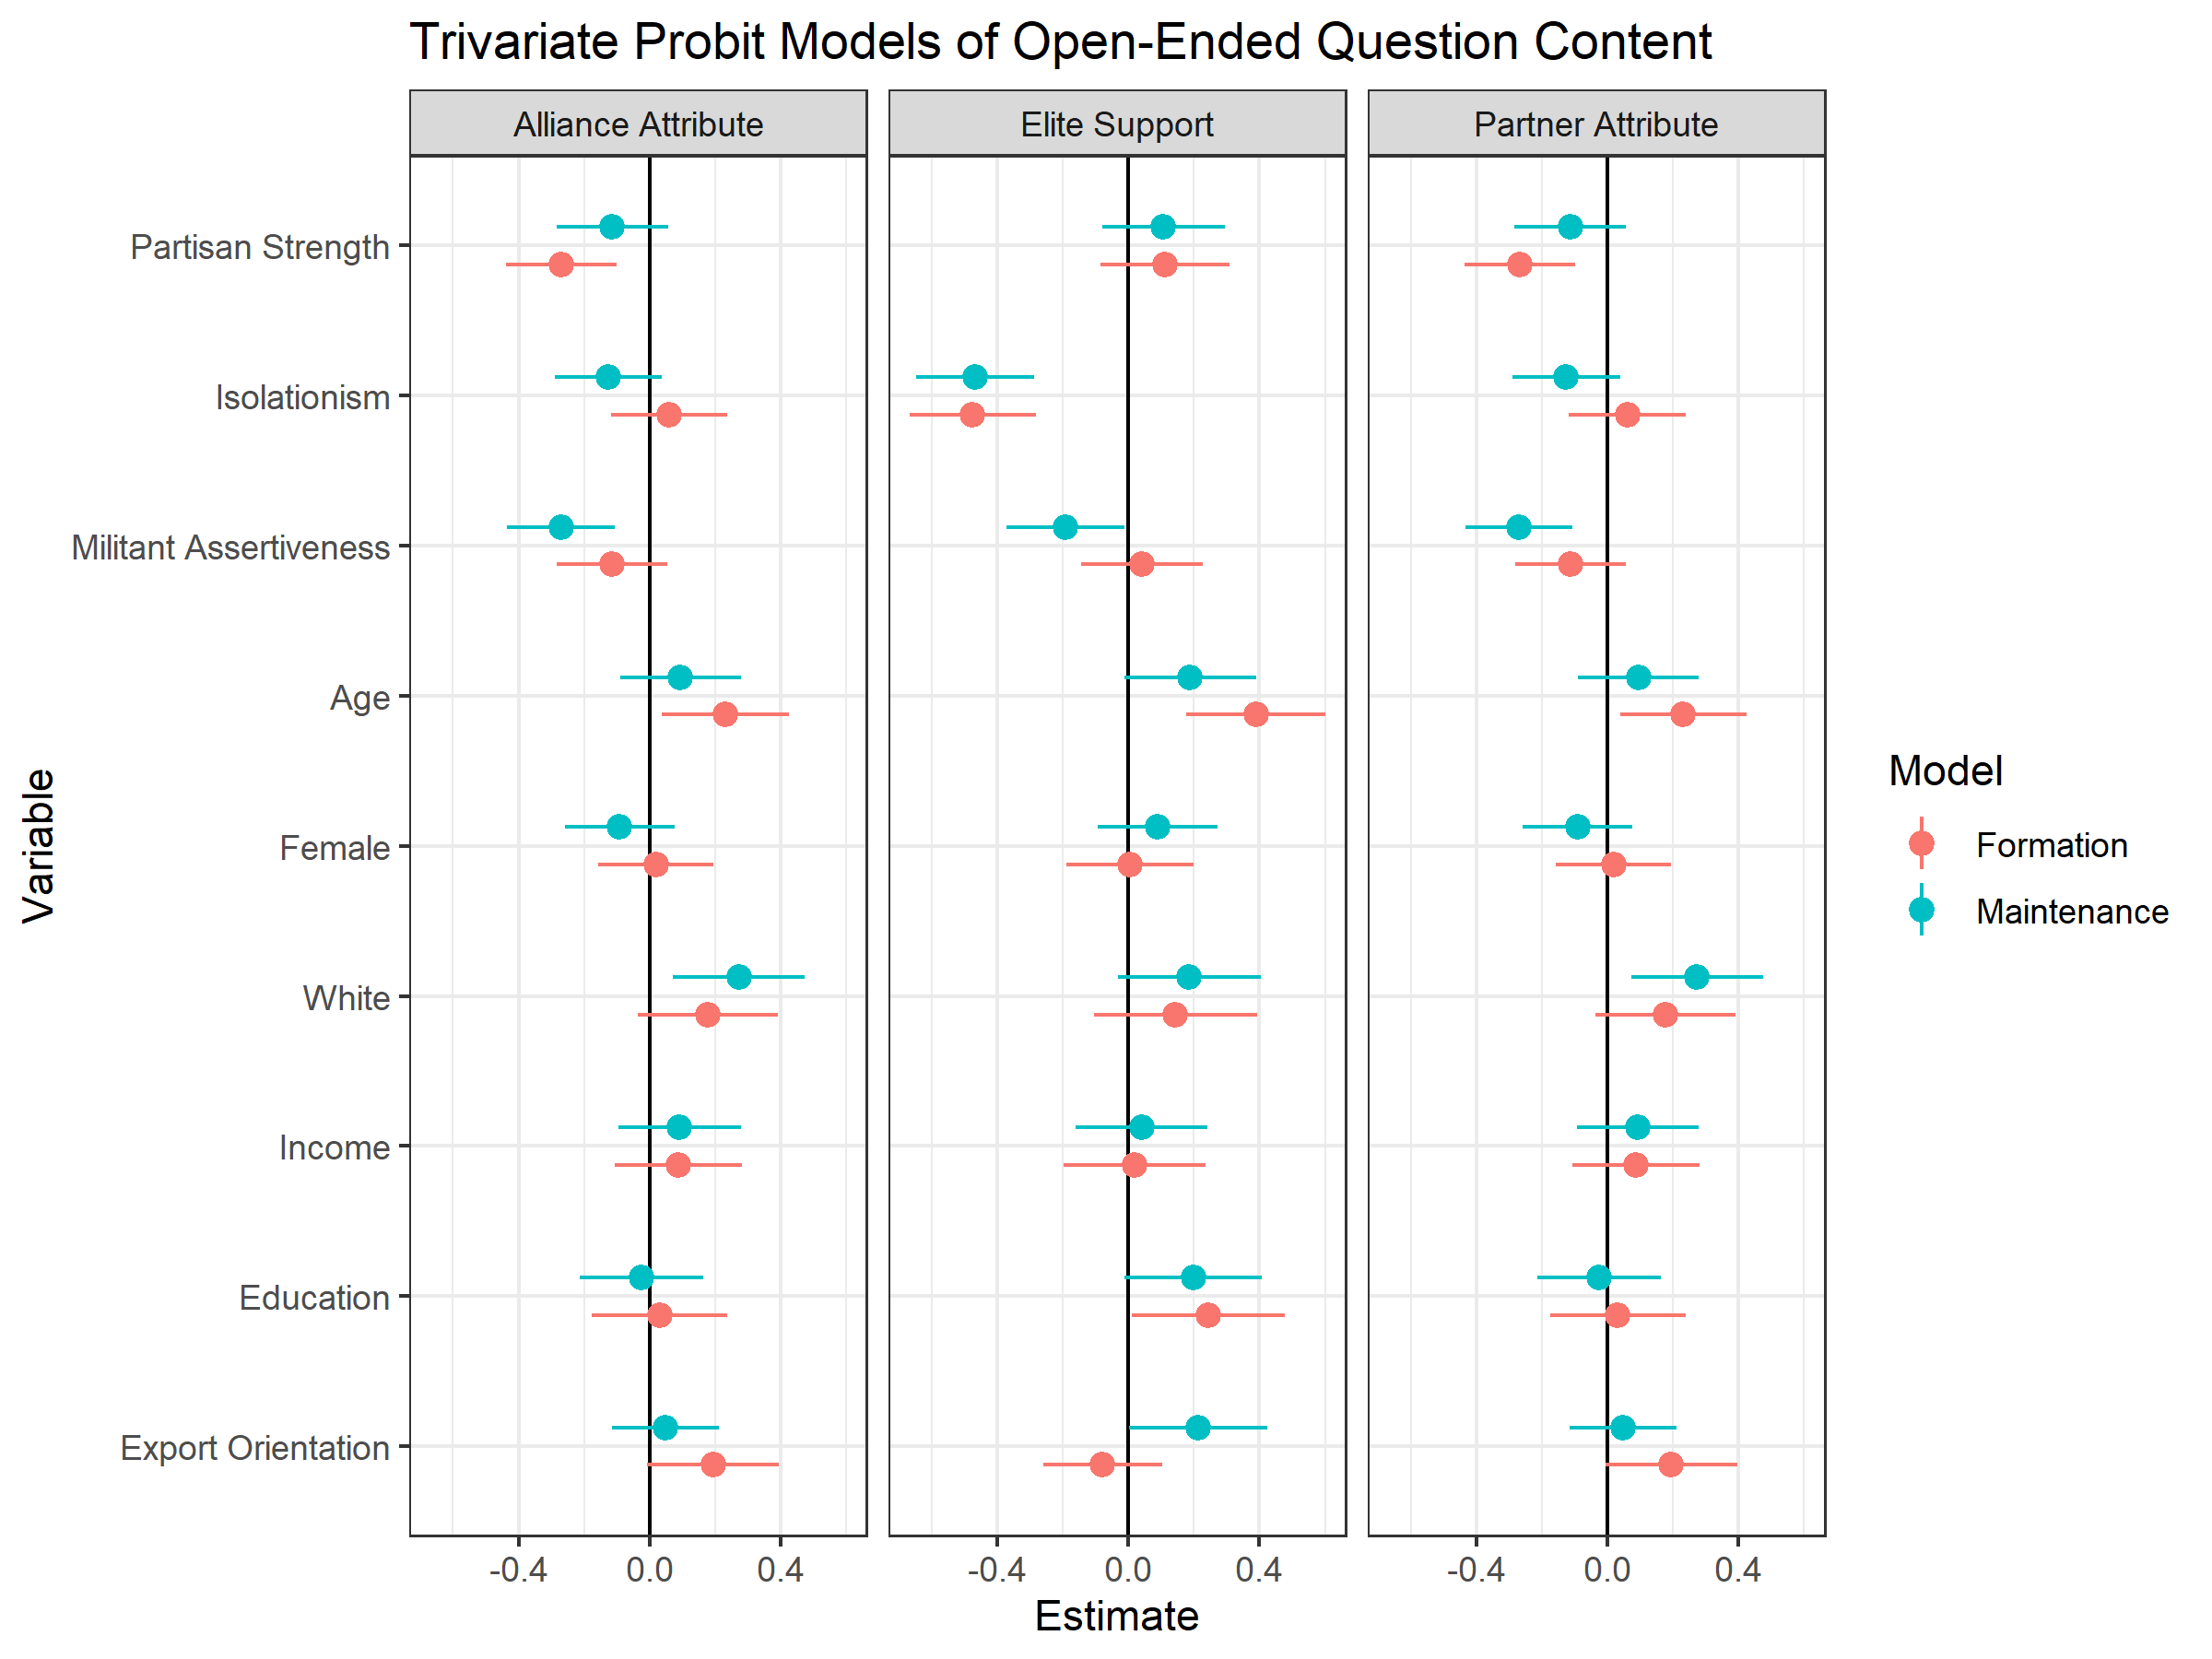 Trivariate Probit Models of Open-Ended Question Content
Alliance Attribute
Elite Support
Partner Attribute
Variable
Partisan Strength
Isolationism
Militant Assertiveness
Age
Female
White
Income
Education
Export Orientation
-0.4 0.0 0.4
-0.4 0.0 0.4
-0.4 0.0 0.4
Estimate
Model
Formation
Maintenance